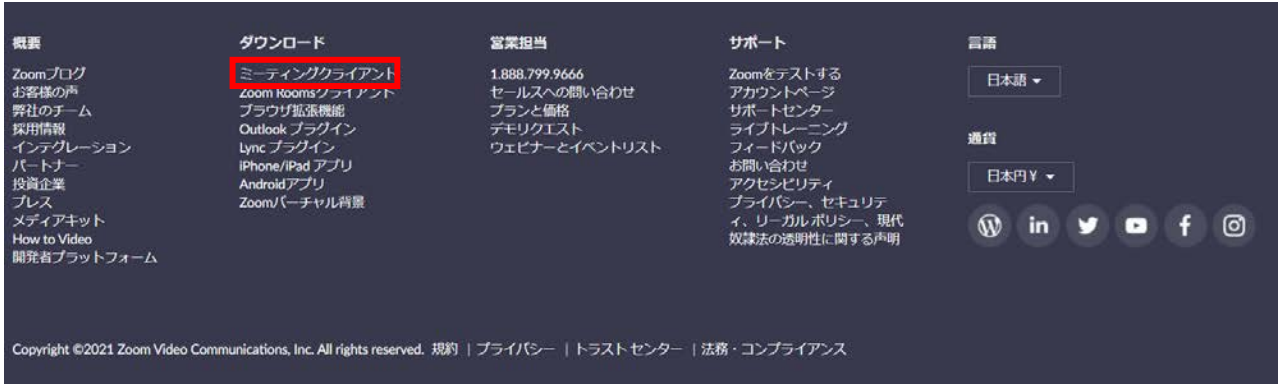 概要
Zoomブログ
お客様の声
弊社のチーム
採用情報
インテグレーション
パートナー
投資企業
プレス
メディアキット
How to Video
開発者プラットフォーム
ダウンロード
ミーティングクライアント
Zoom Roomsクライアント
ブラウザ拡張機能
Outlook プラグイン
Lync プラグイン
iPhone/iPad アプリ
Androidアプリ
Zoomバーチャル背景
営業担当
1.888.799.9666
セールスへの問い合わせ
プランと価格
デモリクエスト
ウェビナーとイベントリスト
サポート
Zoomをテストする
アカウントページ
サポートセンター
ライブトレーニング
フィードバック
お問い合わせ
アクセシビリティ
プライバシー、セキュリテ
ィ、リーガルポリシー、現代
奴隷法の透明性に関する声明
言語
日本語
通貨
日本円 ¥
Copyright ©2021 Zoom Video Communications, Inc. All rights reserved. 規約 | プライバシー | トラスト センター | 法務・コンプライアンス